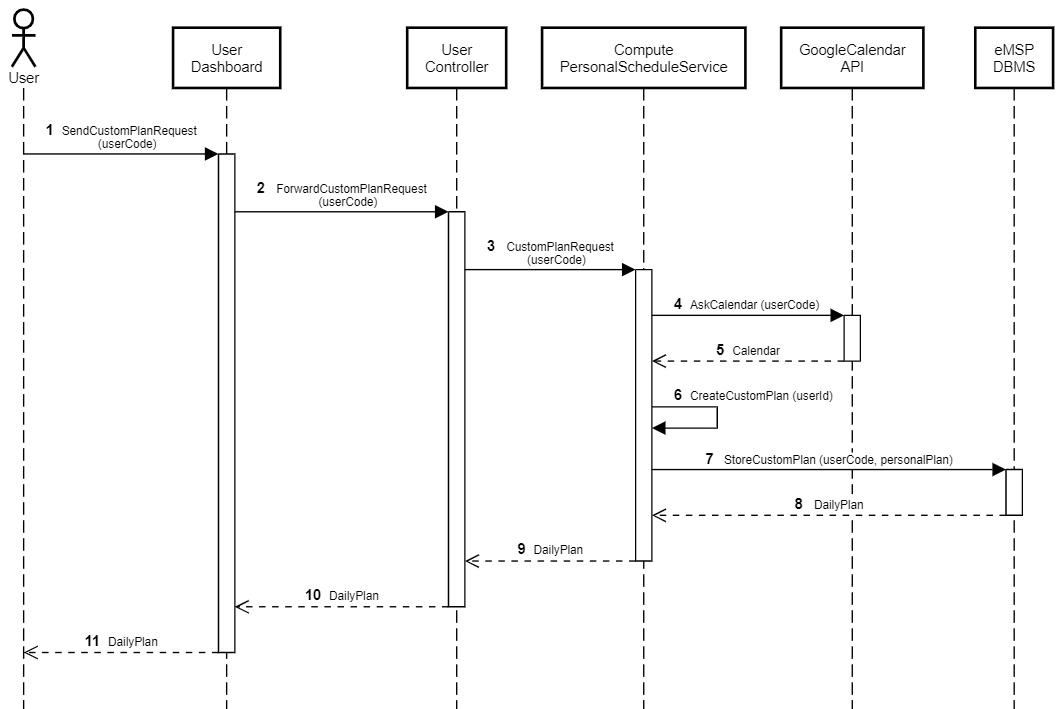 User
User
Dashboard
User
Controller
Compute
PersonalScheduleService
GoogleCalendar
API
eMSP
DBMS
1 SendCustomPlanRequest
(userCode)
2 ForwardCustomPlanRequest
(userCode)
3 CustomPlanRequest
(userCode)
4 AskCalendar (userCode)
5 Calendar
6 CreateCustomPlan (userId)
7 StoreCustomPlan (userCode, personalPlan)
8 DailyPlan
9 DailyPlan
10 DailyPlan
11 DailyPlan